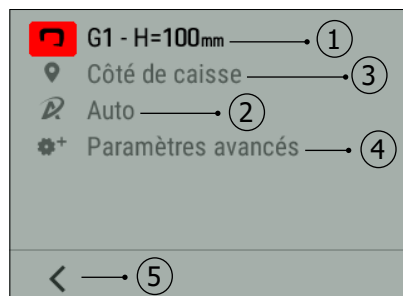 G1 - H=100mm 1
Côté de caisse 3
Auto 2
Paramètres avancés 4
5